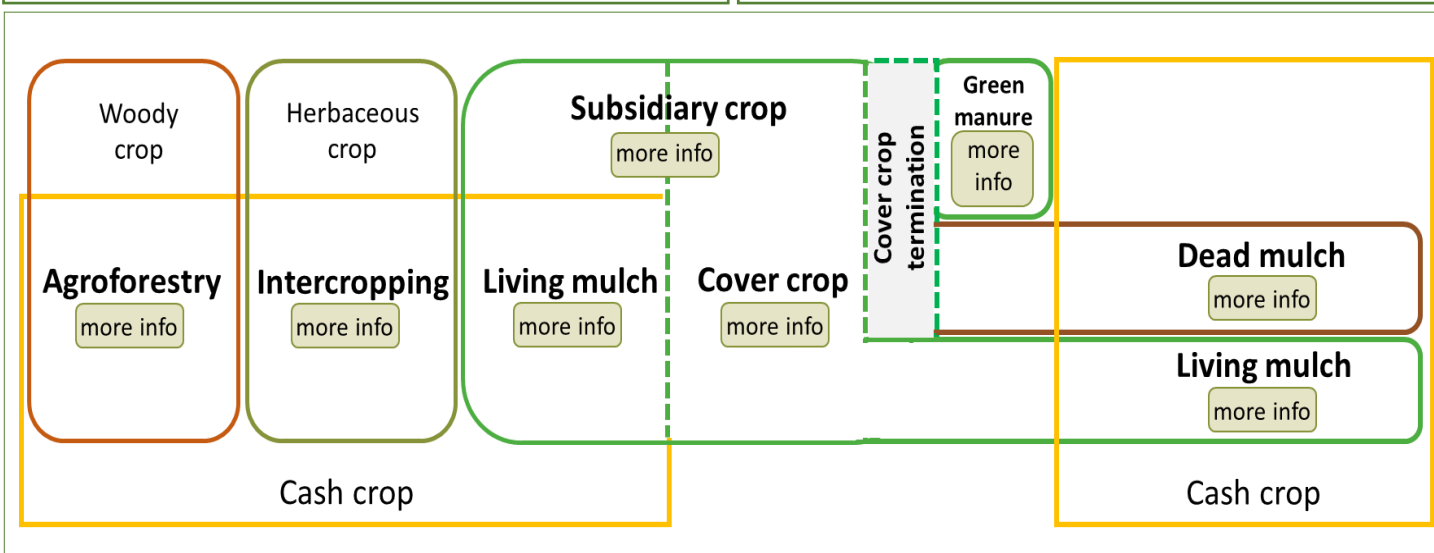 Woody
crop
Herbaceous
crop
Subsidiary crop
more info
Cover crop
termination
Green
manure
more
info
Agroforestry
more info
Intercropping
more info
Living mulch
more info
Cover crop
more info
Dead mulch
more info
Living mulch
more info
Cash crop
Cash crop